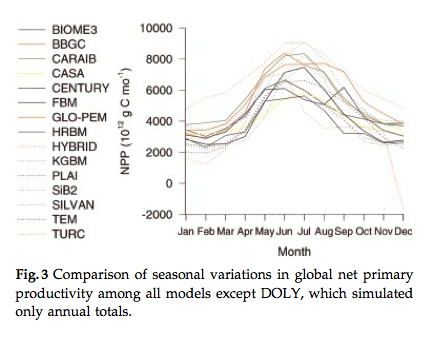 BIOME3
BBGC
CARAIB
CASA
CENTURY
FBM
GLO-PEM
HRBM
HYBRID
KGBM
PLAI
SiB2
SILVAN
TEM
TURC
NPP (10¹² g C mo⁻¹)
10000
8000
6000
4000
2000
0
-2000
Jan Feb Mar Apr May Jun Jul Aug Sep Oct Nov Dec
Month
Fig. 3 Comparison of seasonal variations in global net primary
productivity among all models except DOLY, which simulated
only annual totals.